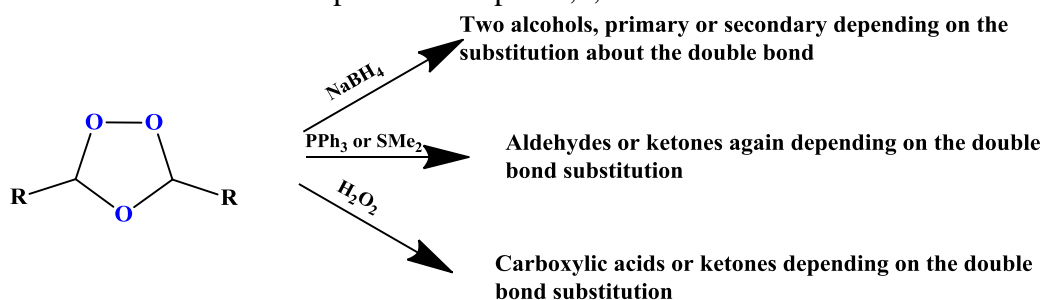 Two alcohols, primary or secondary depending on the
substitution about the double bond
NaBH₄
O O
PPh₃ or SMe₂
Aldehydes or ketones again depending on the double
bond substitution
R R
O
H₂O₂
Carboxylic acids or ketones depending on the double
bond substitution